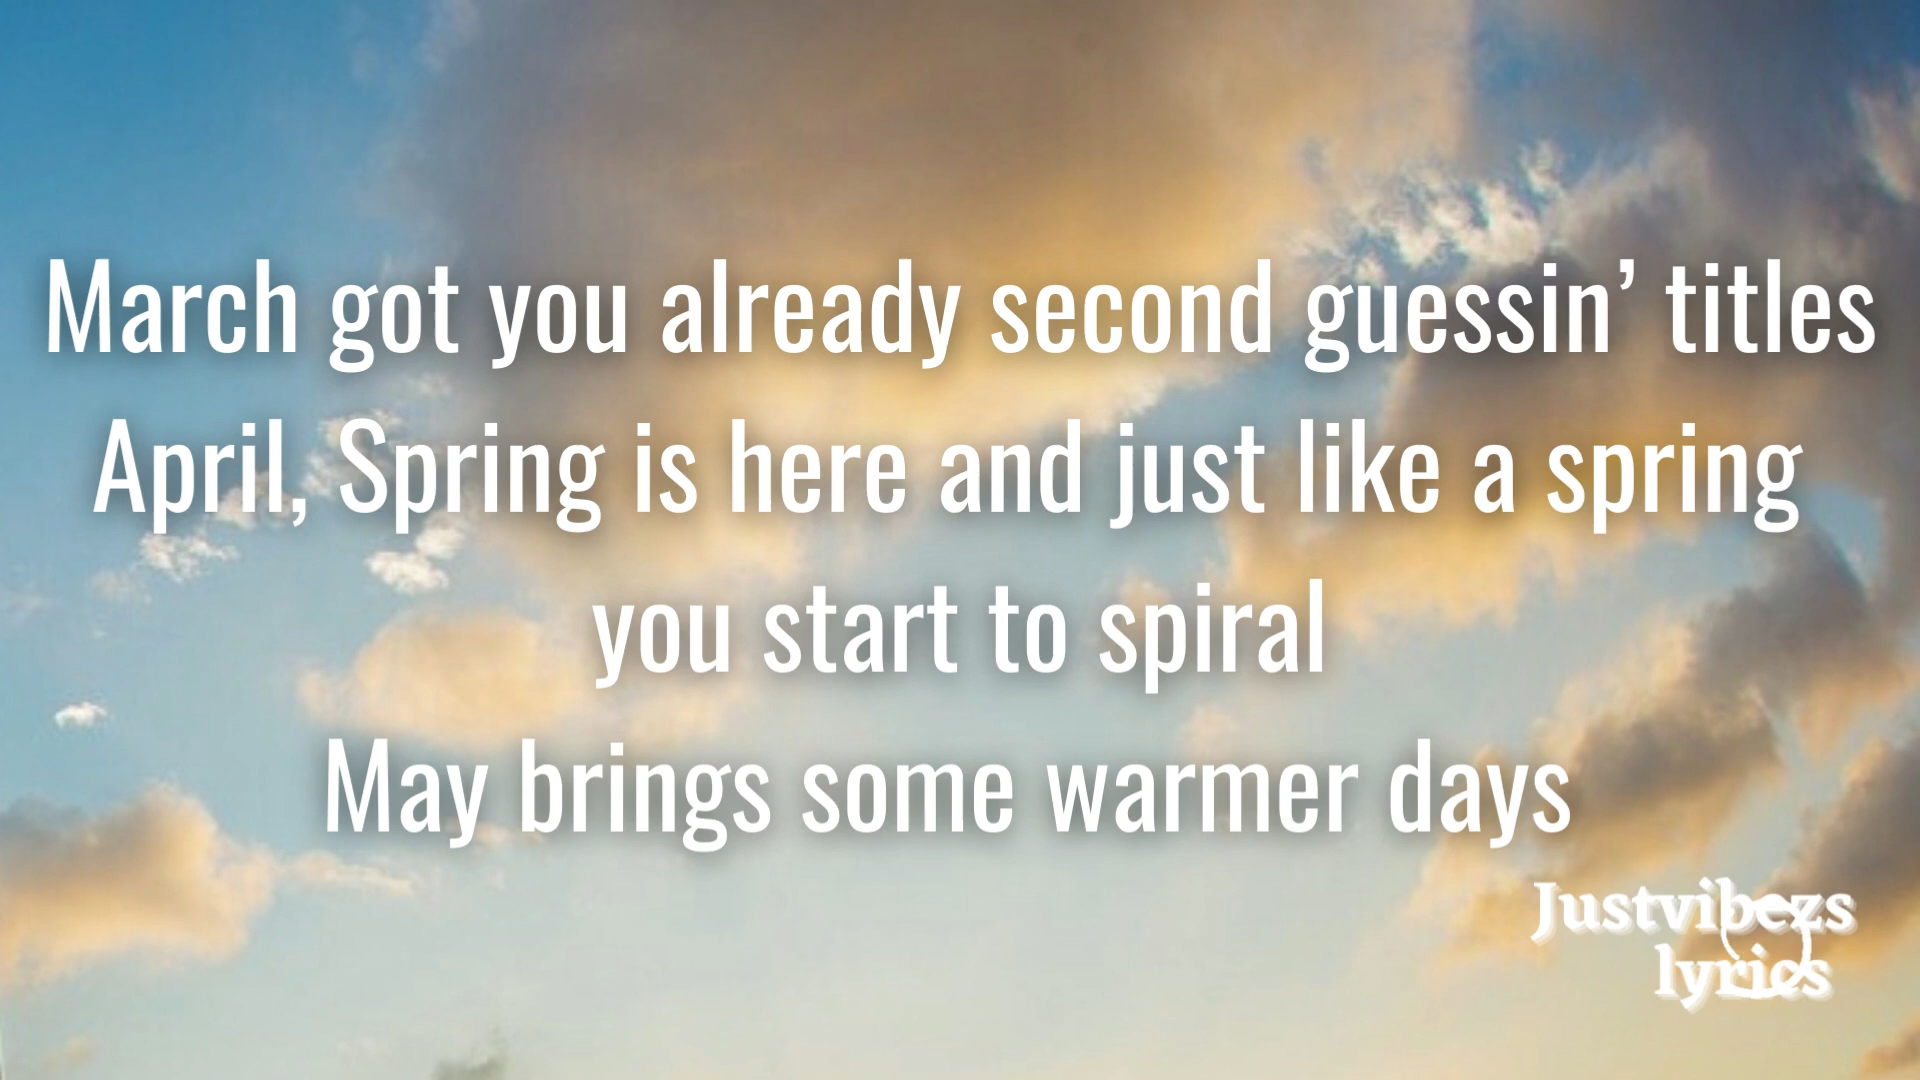 March got you already second guessin’ titles
April, Spring is here and just like a spring
you start to spiral
May brings some warmer days
Justvibezs
lyrics